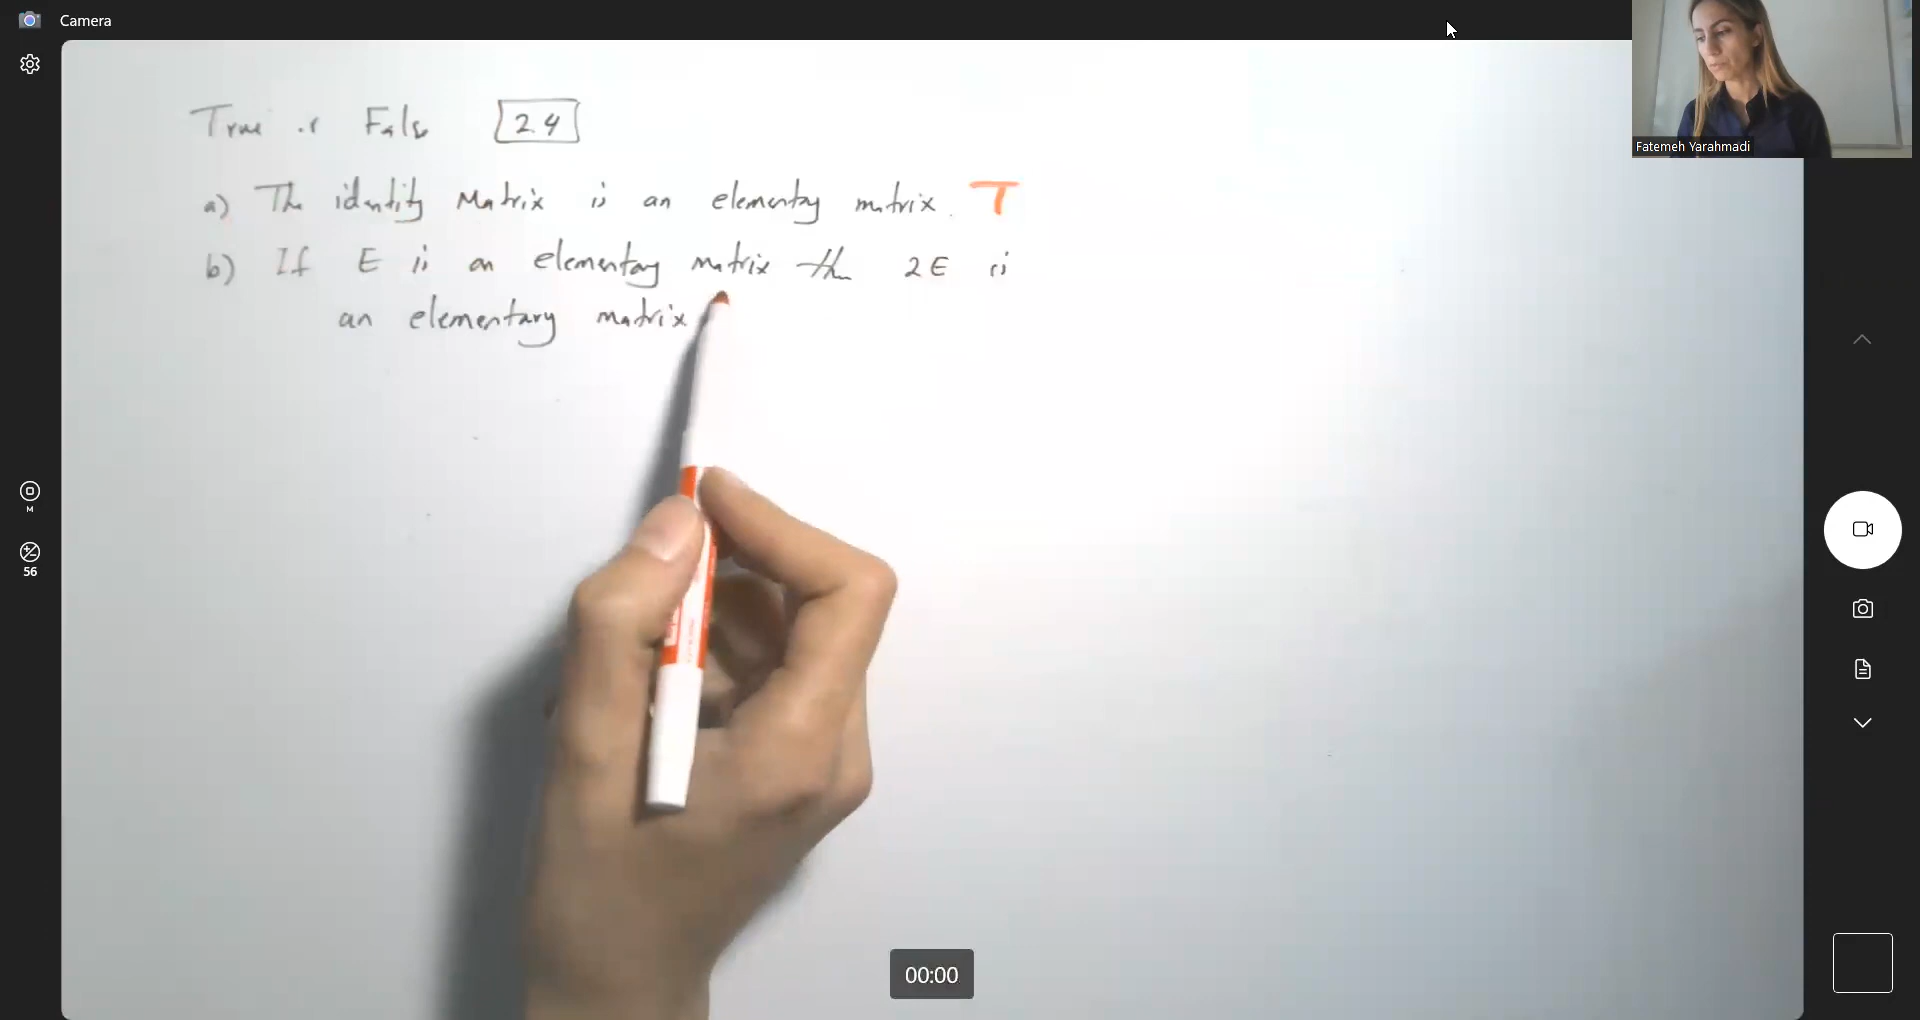 Camera
Fatemeh Yarahmadi
True or False 2.4
a) The identity Matrix is an elementry matrix. T
b) If E is an elementary matrix then 2E is
an elementary matrix
M
56
00:00